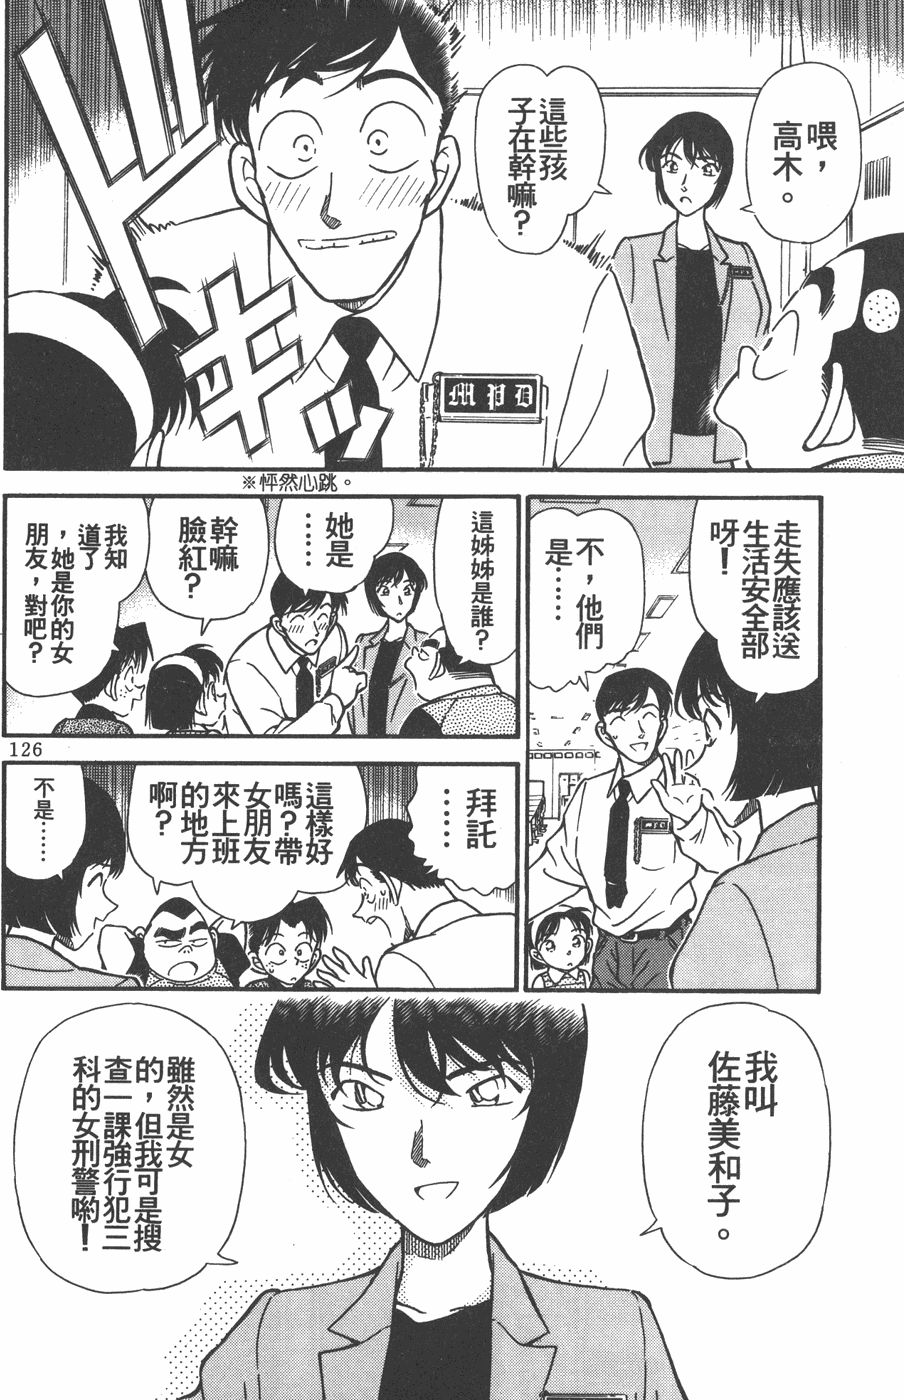 喂，
高木。
這些孩
子在幹嘛？
ドキッ
MPD
※怦然心跳。
走失應該送
生活安全部
呀！
不，他們
是……
這姊姊是誰？
她是
……
幹嘛
臉紅？
我知
道了
，她是你的女
朋友，對吧？
126
拜託
……
這樣好
嗎？帶
女朋友
來上班
的地方
啊？
不是……
我叫
佐藤美和子。
雖然是女
的，但我可是搜
查一課強行犯三
科的女刑警喲！